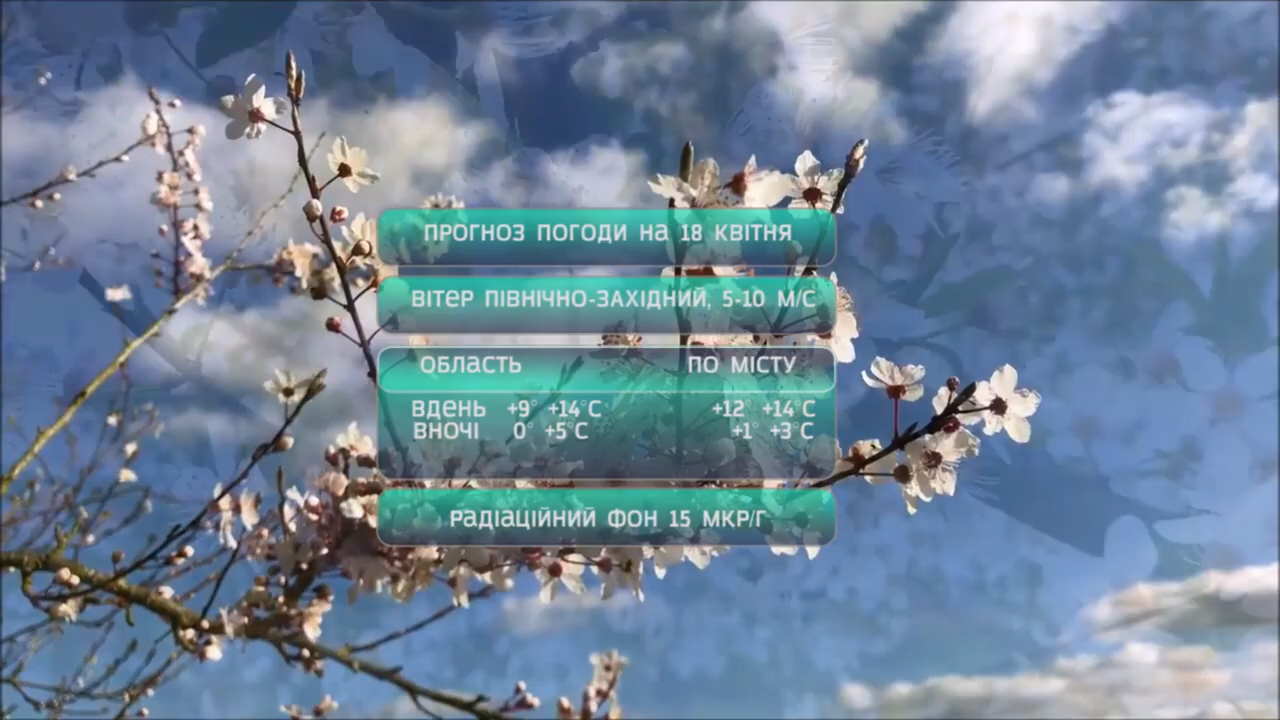 ПРОГНОЗ ПОГОДИ НА 18 КВІТНЯ
ВІТЕР ПІВНІЧНО-ЗАХІДНИЙ, 5-10 М/С
ОБЛАСТЬ ПО МІСТУ
ВДЕНЬ +9° +14°С +12° +14°С
ВНОЧІ 0° +5°С +1° +3°С
РАДІАЦІЙНИЙ ФОН 15 МКР/Г